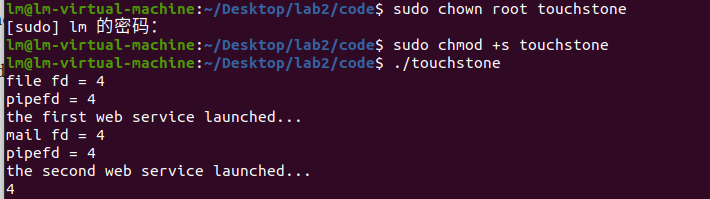 lm@lm-virtual-machine:~/Desktop/lab2/code$ sudo chown root touchstone
[sudo] lm 的密码：
lm@lm-virtual-machine:~/Desktop/lab2/code$ sudo chmod +s touchstone
lm@lm-virtual-machine:~/Desktop/lab2/code$ ./touchstone
file fd = 4
pipefd = 4
the first web service launched...
mail fd = 4
pipefd = 4
the second web service launched...
4